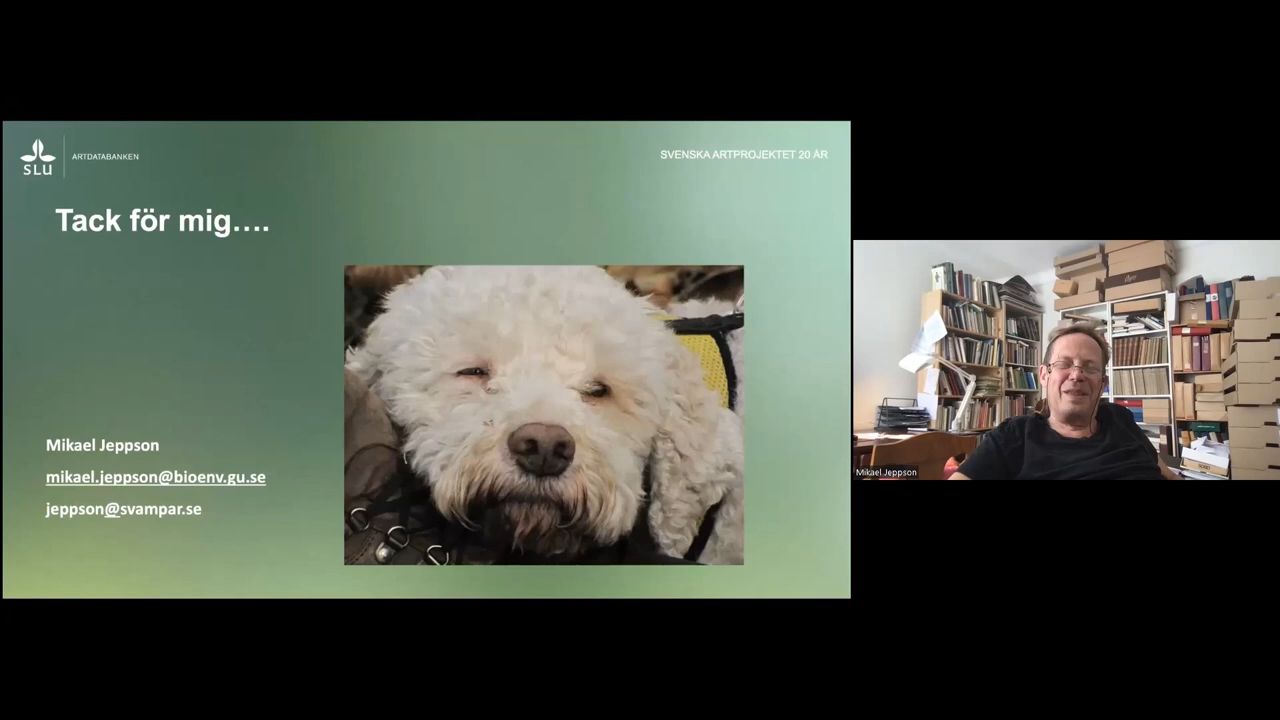 SLU
ARTDATABANKEN
SVENSKA ARTPROJEKTET 20 ÅR
Tack för mig....
Mikael Jeppson
mikael.jeppson@bioenv.gu.se
jeppson@svampar.se
Mikael Jeppson